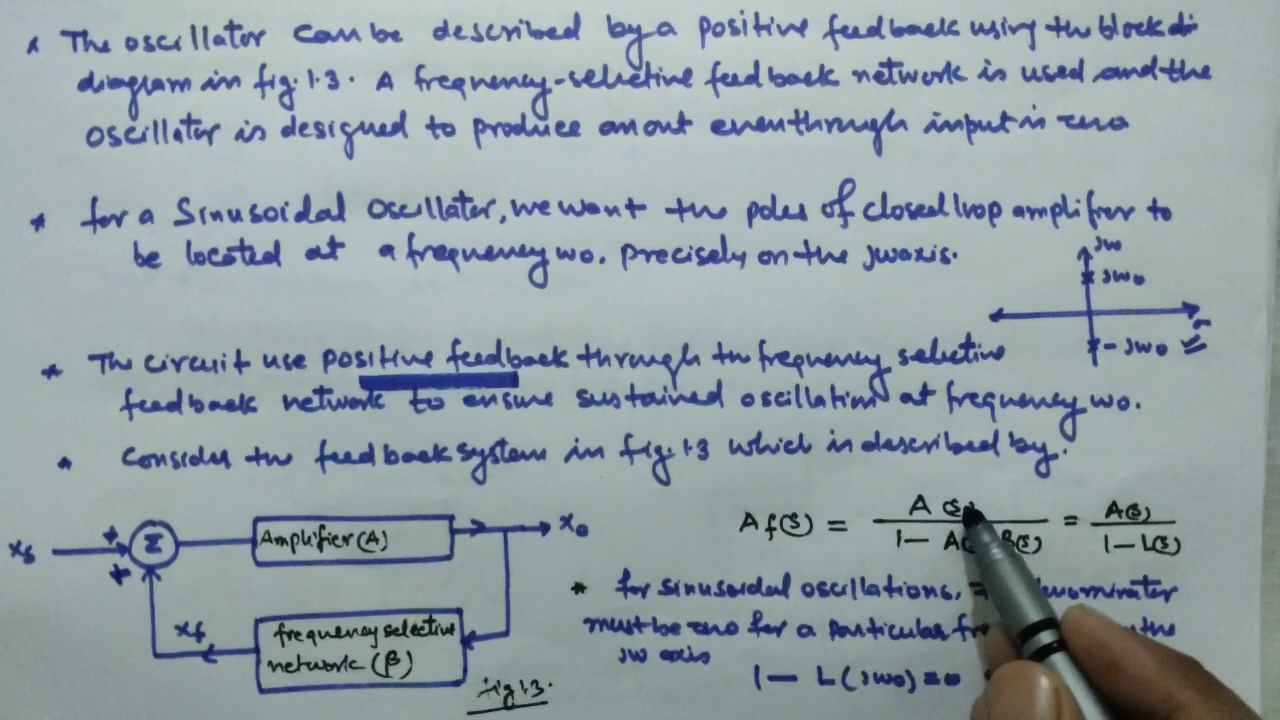 * The oscillator can be described by a positive feedback using the block di
diagram in fig. 1.3. A frequency-selective feedback network is used and the
oscillator is designed to produce an out even through input is zero
* for a Sinusoidal Oscillator, we want the poles of closed loop amplifier to
be located at a frequency wo. precisely on the jwaxis.
jw
jwo
σ
-jwo
* The circuit use positive feedback through the frequency selective
feedback network to ensure sustained oscillation at frequency wo.
* Consider the feedback system in fig. 1.3 which is described by.
Xs + Σ Amplifier (A) Xo
+
Af(s) = A(s) / 1 - A(s) β(s) = A(s) / 1 - L(s)
Xf frequency selective
network (β)
fig 1.3.
* for sinusoidal oscillations, denominator
must be zero for a particular the
jw axis
1 - L(jwo) = 0